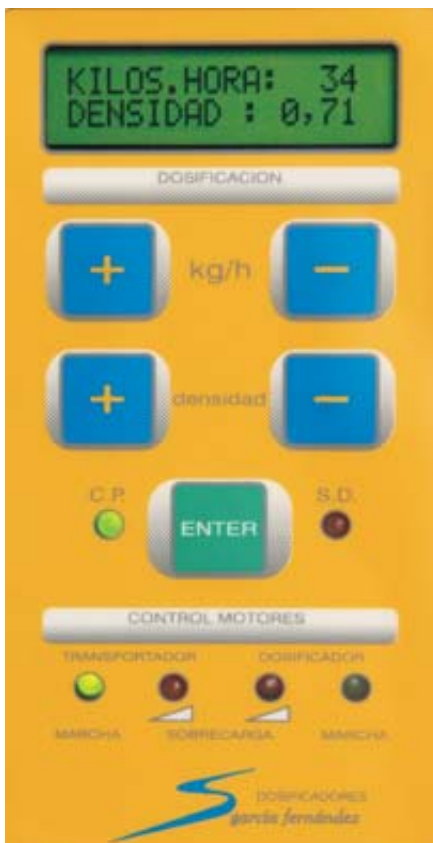 KILOS.HORA: 34
DENSIDAD : 0,71
DOSIFICACION
+ kg/h −
+ densidad −
C.P. ENTER S.D.
CONTROL MOTORES
TRANSPORTADOR DOSIFICADOR
MARCHA SOBRECARGA MARCHA
DOSIFICADORES
garcía fernández